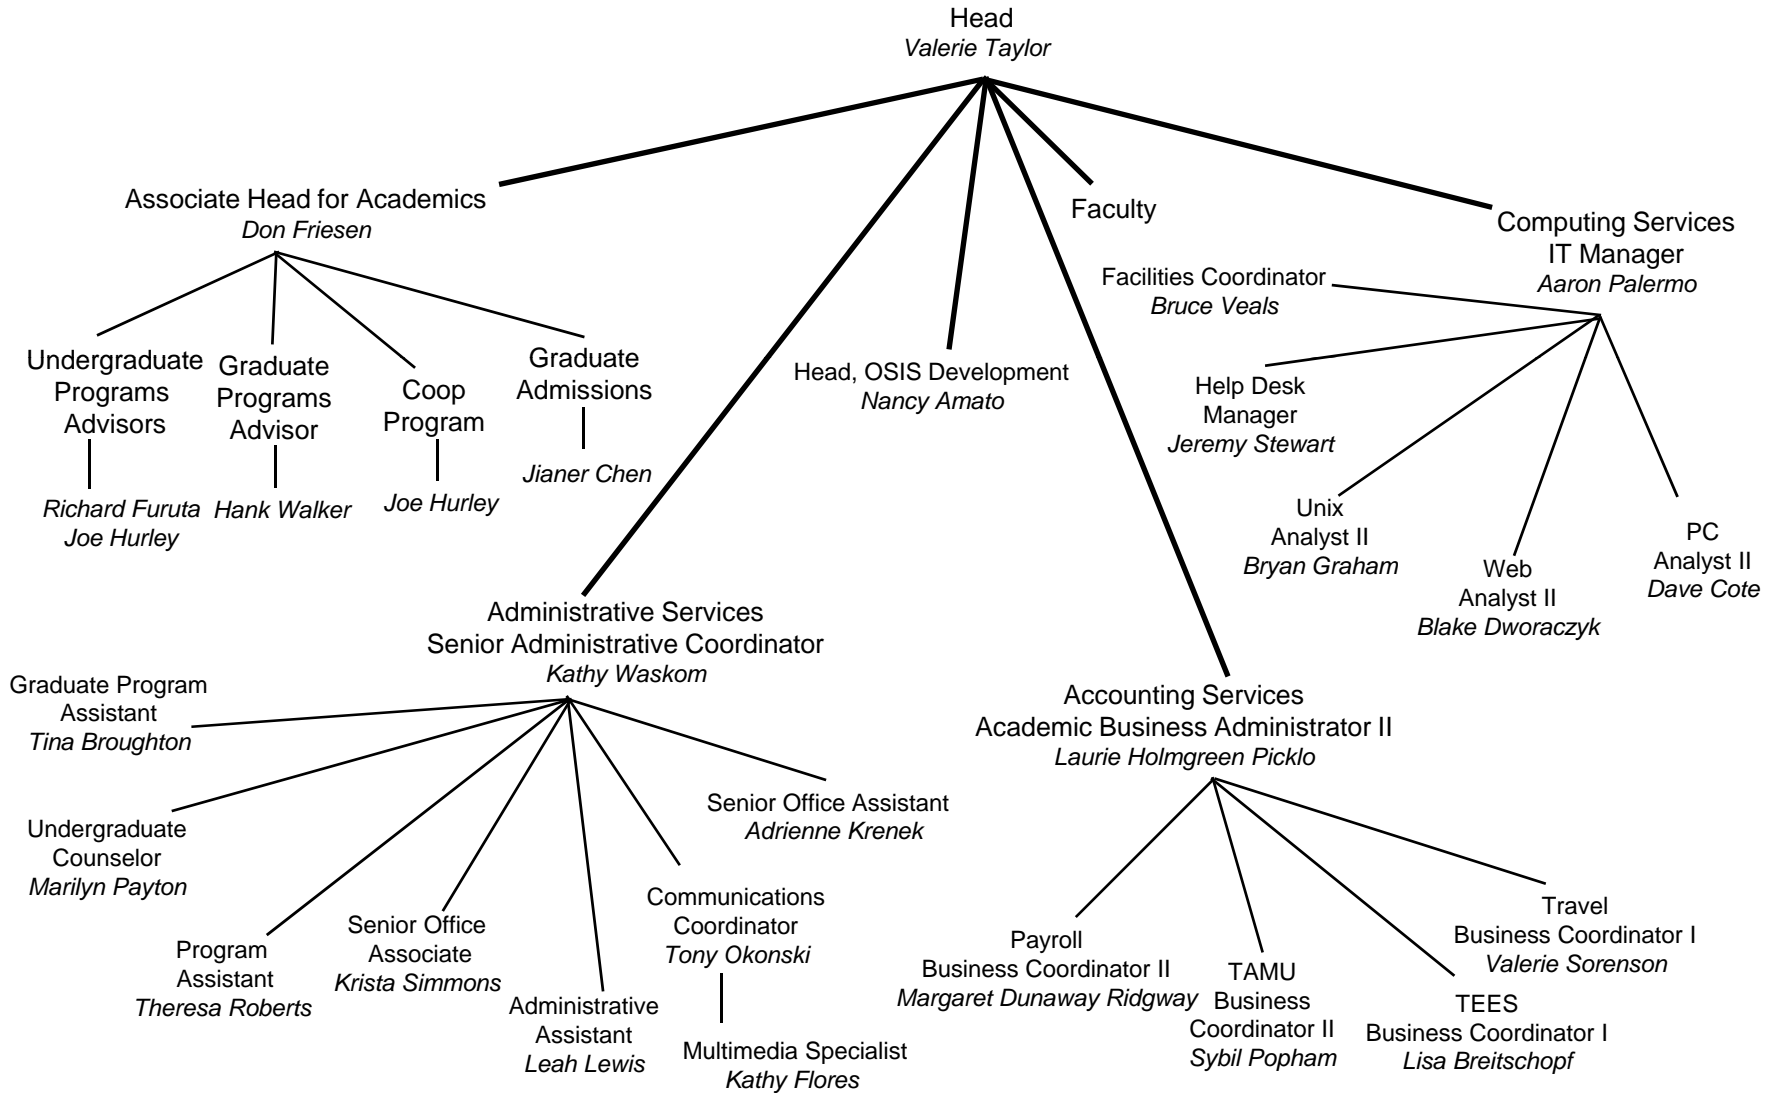 Head
Valerie Taylor
Associate Head for Academics
Don Friesen
Faculty
Computing Services
IT Manager
Aaron Palermo
Facilities Coordinator
Bruce Veals
Undergraduate
Programs
Advisors
Richard Furuta
Joe Hurley
Graduate
Programs
Advisor
Hank Walker
Coop
Program
Joe Hurley
Graduate
Admissions
Jianer Chen
Head, OSIS Development
Nancy Amato
Help Desk
Manager
Jeremy Stewart
Unix
Analyst II
Bryan Graham
Web
Analyst II
Blake Dworaczyk
PC
Analyst II
Dave Cote
Administrative Services
Senior Administrative Coordinator
Kathy Waskom
Graduate Program
Assistant
Tina Broughton
Undergraduate
Counselor
Marilyn Payton
Program
Assistant
Theresa Roberts
Senior Office
Associate
Krista Simmons
Administrative
Assistant
Leah Lewis
Communications
Coordinator
Tony Okonski
Multimedia Specialist
Kathy Flores
Senior Office Assistant
Adrienne Krenek
Accounting Services
Academic Business Administrator II
Laurie Holmgreen Picklo
Payroll
Business Coordinator II
Margaret Dunaway Ridgway
TAMU
Business
Coordinator II
Sybil Popham
TEES
Business Coordinator I
Lisa Breitschopf
Travel
Business Coordinator I
Valerie Sorenson